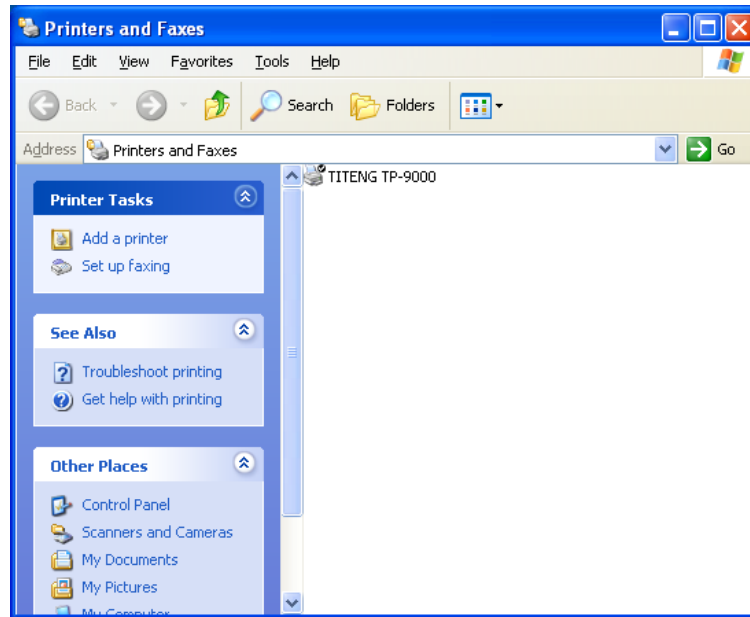 Printers and Faxes
File Edit View Favorites Tools Help
Back Search Folders
Address Printers and Faxes Go
TITENG TP-9000
Printer Tasks
Add a printer
Set up faxing
See Also
Troubleshoot printing
Get help with printing
Other Places
Control Panel
Scanners and Cameras
My Documents
My Pictures
My Computer